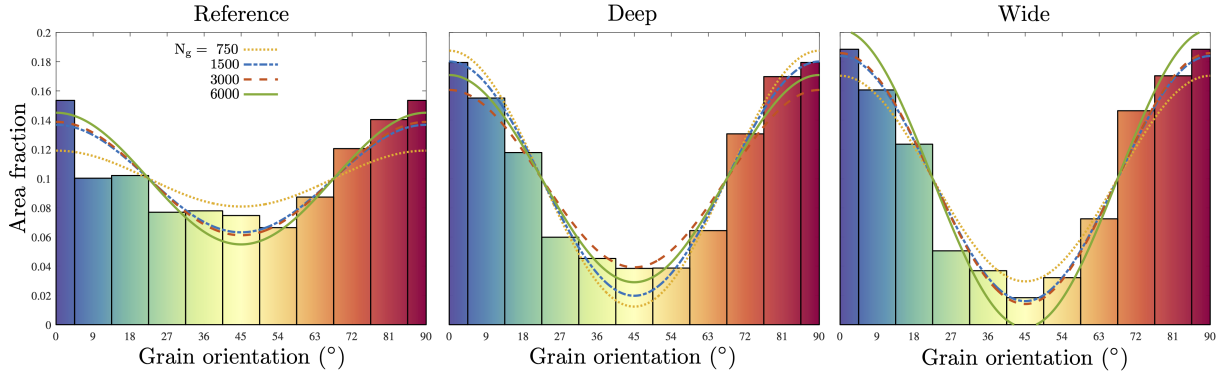 Reference
Deep
Wide
Area fraction
0.2
0.18
0.16
0.14
0.12
0.1
0.08
0.06
0.04
0.02
0
N_g = 750
1500
3000
6000
0 9 18 27 36 45 54 63 72 81 90
0 9 18 27 36 45 54 63 72 81 90
0 9 18 27 36 45 54 63 72 81 90
Grain orientation (°)
Grain orientation (°)
Grain orientation (°)